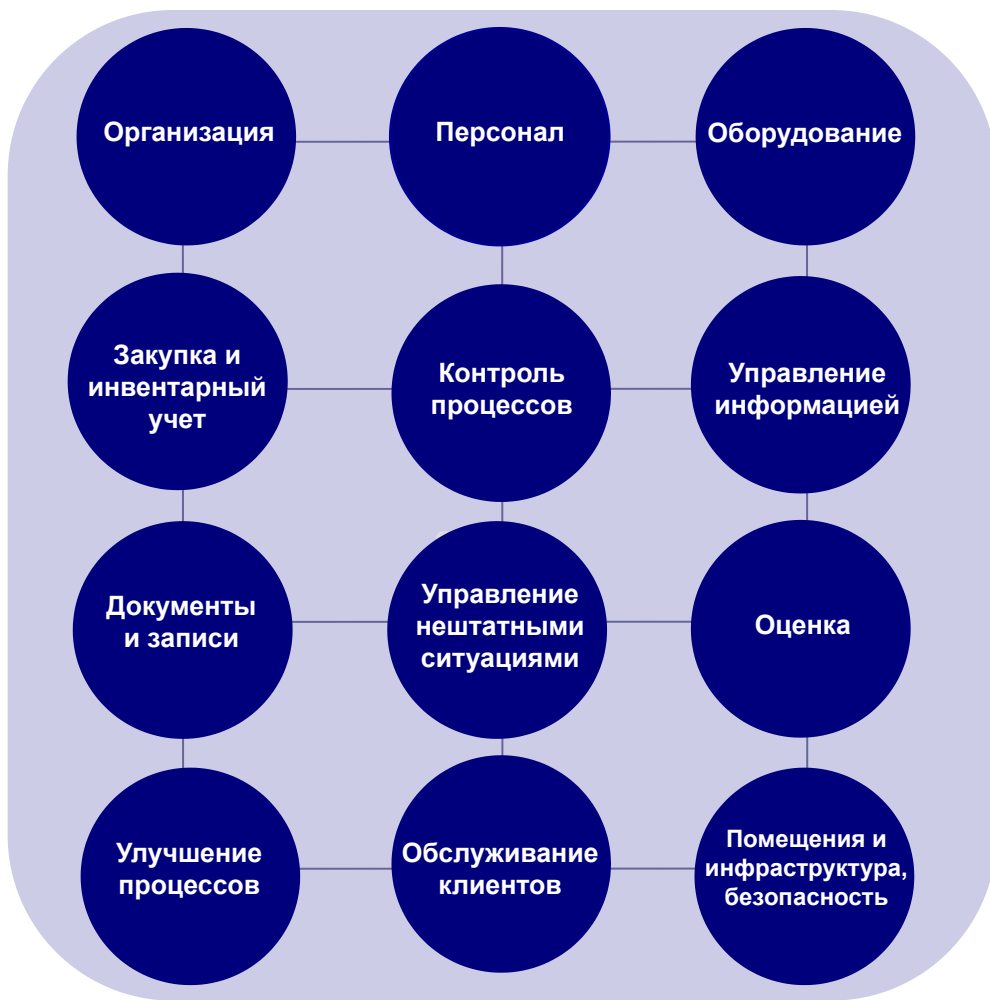 Организация
Персонал
Оборудование
Закупка и
инвентарный
учет
Контроль
процессов
Управление
информацией
Документы
и записи
Управление
нештатными
ситуациями
Оценка
Улучшение
процессов
Обслуживание
клиентов
Помещения и
инфраструктура,
безопасность